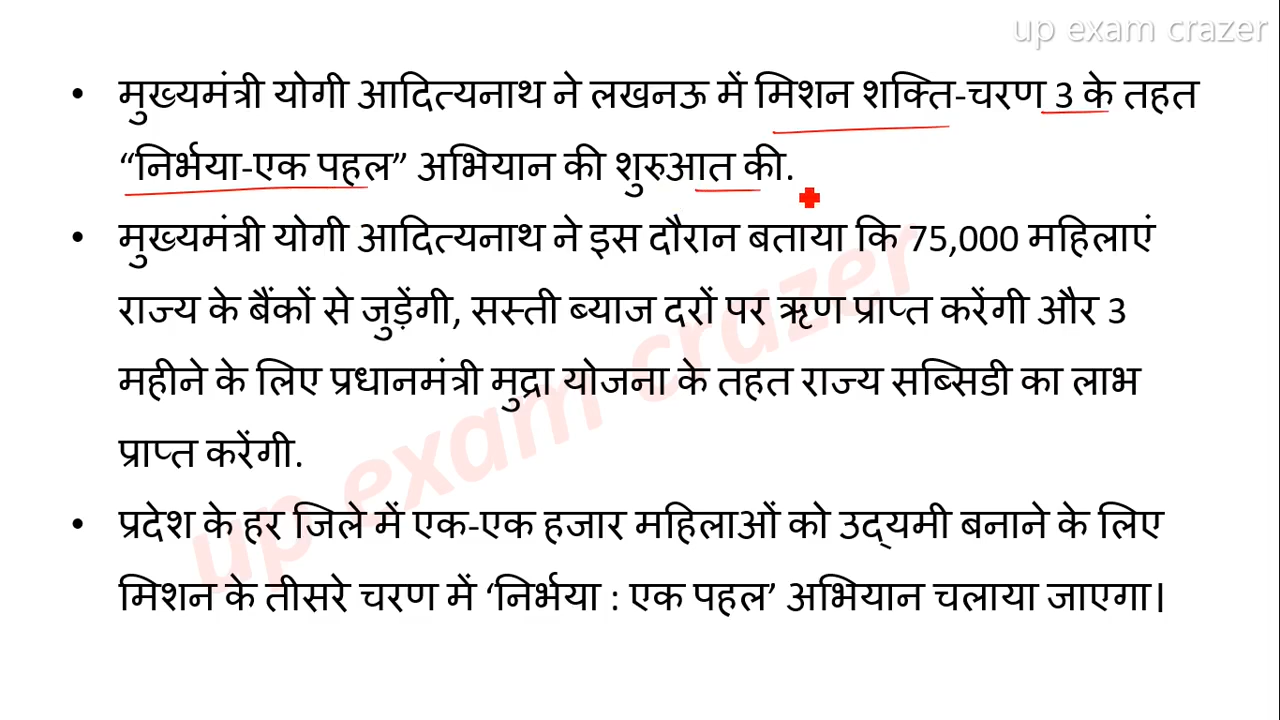 up exam crazer
• मुख्यमंत्री योगी आदित्यनाथ ने लखनऊ में मिशन शक्ति-चरण 3 के तहत
“निर्भया-एक पहल” अभियान की शुरुआत की.
• मुख्यमंत्री योगी आदित्यनाथ ने इस दौरान बताया कि 75,000 महिलाएं
राज्य के बैंकों से जुड़ेंगी, सस्ती ब्याज दरों पर ऋण प्राप्त करेंगी और 3
महीने के लिए प्रधानमंत्री मुद्रा योजना के तहत राज्य सब्सिडी का लाभ
प्राप्त करेंगी.
• प्रदेश के हर जिले में एक-एक हजार महिलाओं को उद्यमी बनाने के लिए
मिशन के तीसरे चरण में ‘निर्भया : एक पहल’ अभियान चलाया जाएगा।
up exam crazer